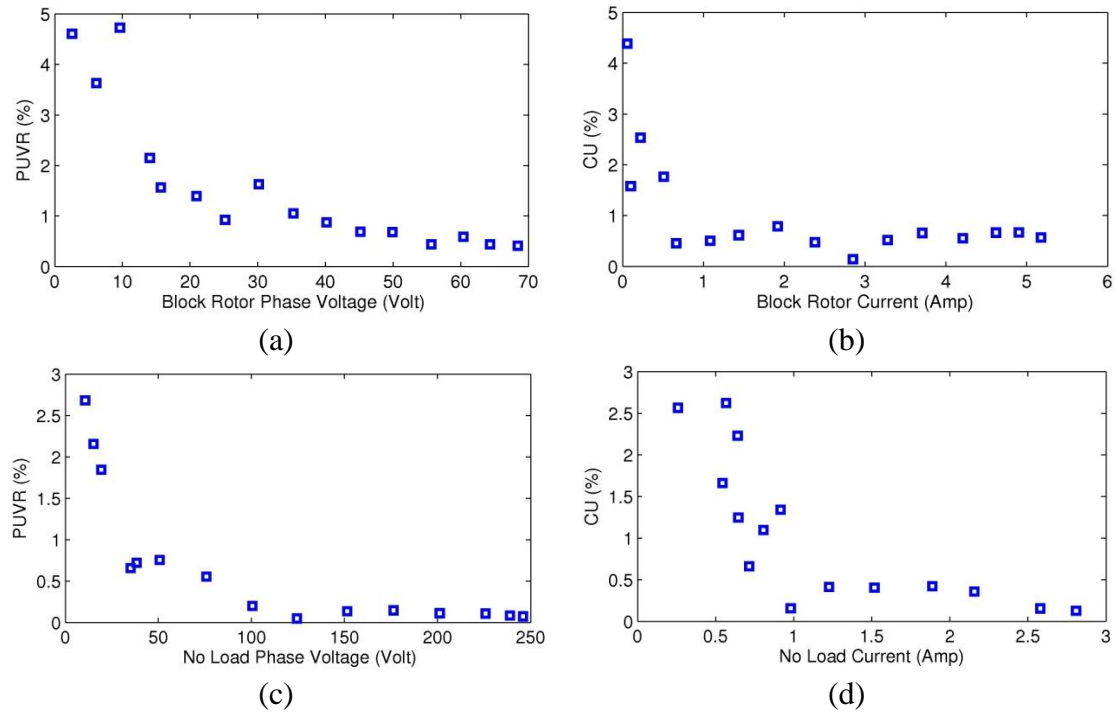 5
4
3
2
1
0
PUVR (%)
0 10 20 30 40 50 60 70
Block Rotor Phase Voltage (Volt)
(a)
5
4
3
2
1
0
CU (%)
0 1 2 3 4 5 6
Block Rotor Current (Amp)
(b)
3
2.5
2
1.5
1
0.5
0
PUVR (%)
0 50 100 150 200 250
No Load Phase Voltage (Volt)
(c)
3
2.5
2
1.5
1
0.5
0
CU (%)
0 0.5 1 1.5 2 2.5 3
No Load Current (Amp)
(d)